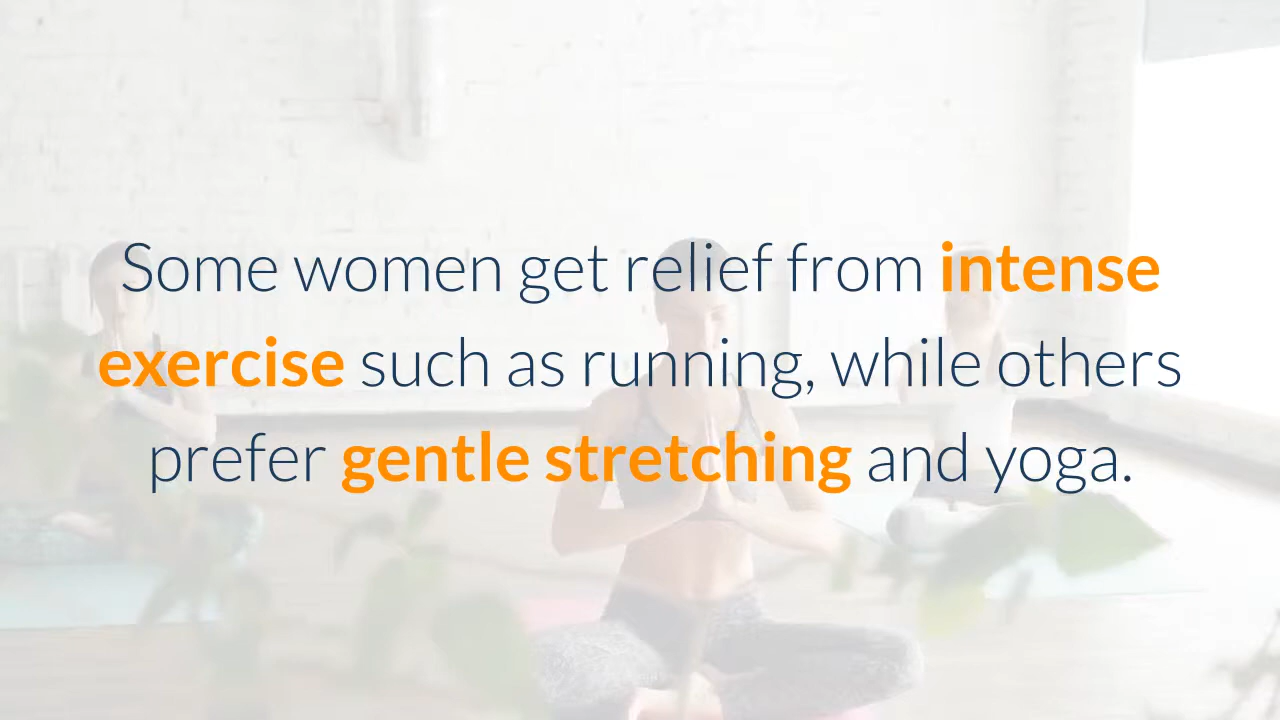 Some women get relief from intense
exercise such as running, while others
prefer gentle stretching and yoga.